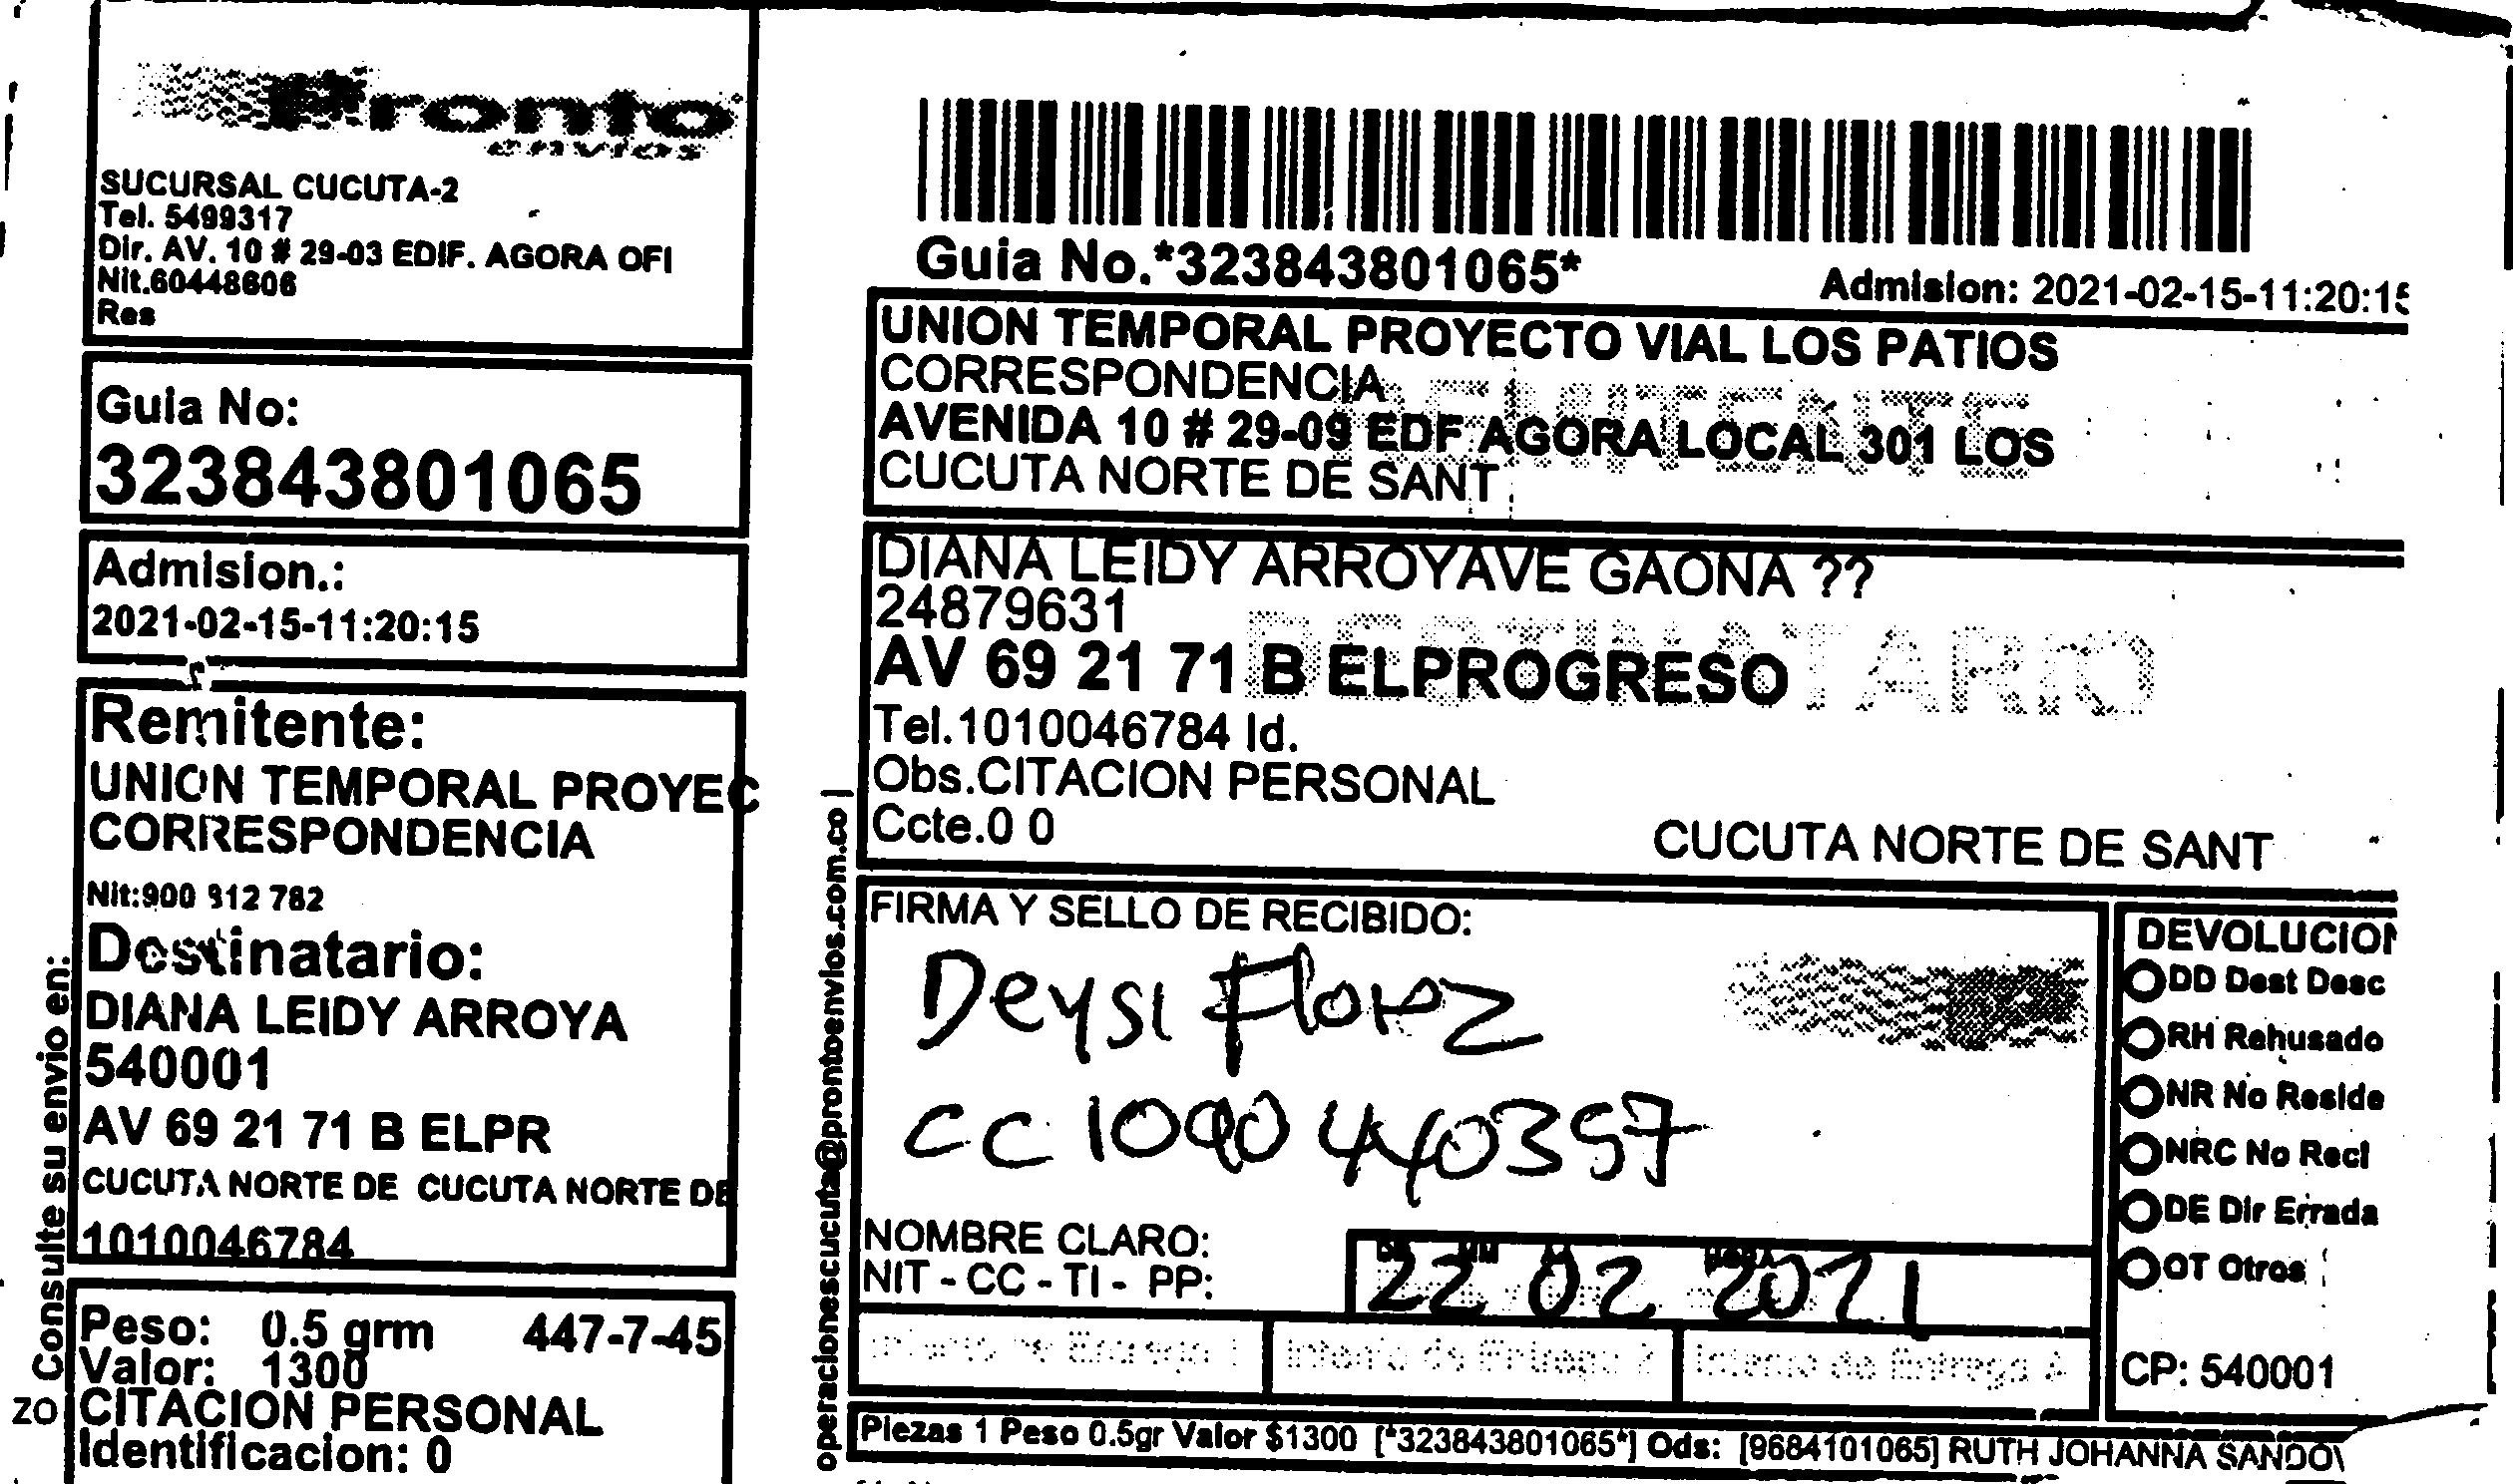 Pronto
envios
SUCURSAL CUCUTA-2
Tel. 5499317
Dir. AV. 10 # 29-03 EDIF. AGORA OFI
Nit.60448606
Res
Guia No:
323843801065
Admision.:
2021-02-15-11:20:15
Remitente:
UNION TEMPORAL PROYEC
CORRESPONDENCIA
Nit:900 912 782
Destinatario:
DIANA LEIDY ARROYA
540001
AV 69 21 71 B ELPR
CUCUTA NORTE DE CUCUTA NORTE DE
1010046784
Consulte su envio en:
Peso: 0.5 grm 447-7-45
Valor: 1300
CITACION PERSONAL
Identificacion: 0
ZO
Guia No.*323843801065*
Admision: 2021-02-15-11:20:15
UNION TEMPORAL PROYECTO VIAL LOS PATIOS
CORRESPONDENCIA
REMITENTE
AVENIDA 10 # 29-09 EDF AGORA LOCAL 301 LOS
CUCUTA NORTE DE SANT
DIANA LEIDY ARROYAVE GAONA ??
24879631
DESTINATARIO
AV 69 21 71 B ELPROGRESO
Tel.1010046784 Id.
Obs.CITACION PERSONAL
Ccte.0 0
CUCUTA NORTE DE SANT
operacionescucuta@prontoenvios.com.co |
FIRMA Y SELLO DE RECIBIDO:
Deysi Florez
CC 1090440357
NOMBRE CLARO:
NIT - CC - TI - PP:
22 02 2021
DEVOLUCION
DD Dest Desc
RH Rehusado
NR No Reside
NRC No Recl
DE Dir Errada
OT Otros
CP: 540001
Piezas 1 Peso 0.5gr Valor $1300 [*323843801065*] Ods: [9684101065] RUTH JOHANNA SANDOV